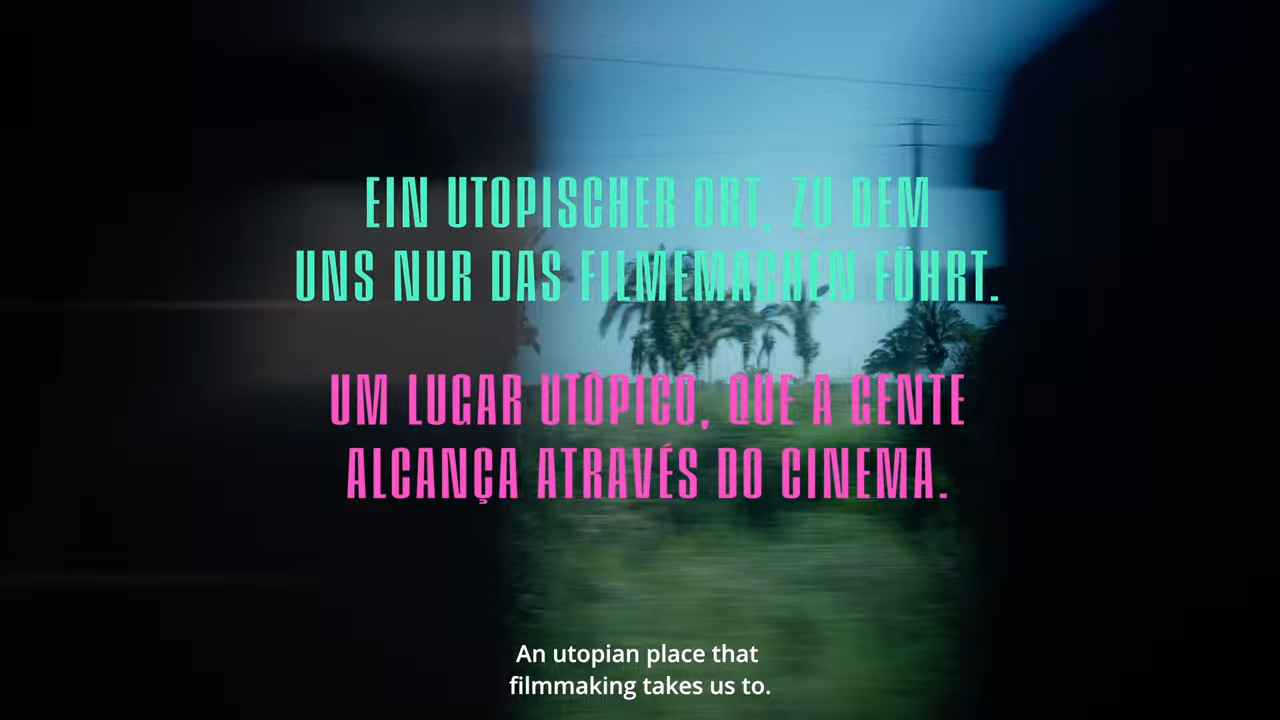 EIN UTOPISCHER ORT, ZU DEM
UNS NUR DAS FILMEMACHEN FÜHRT.
UM LUGAR UTÓPICO, QUE A GENTE
ALCANÇA ATRAVÉS DO CINEMA.
An utopian place that
filmmaking takes us to.